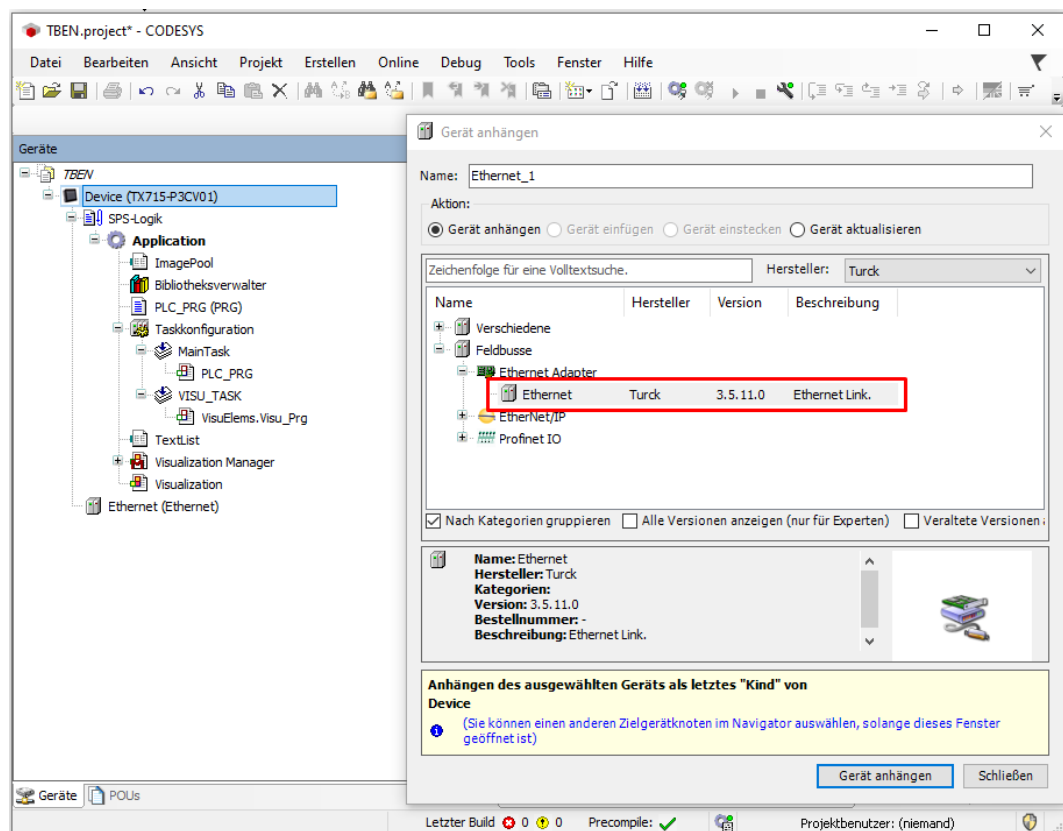 TBEN.project* - CODESYS
Datei Bearbeiten Ansicht Projekt Erstellen Online Debug Tools Fenster Hilfe
Geräte
TBEN
Device (TX715-P3CV01)
SPS-Logik
Application
ImagePool
Bibliotheksverwalter
PLC_PRG (PRG)
Taskkonfiguration
MainTask
PLC_PRG
VISU_TASK
VisuElems.Visu_Prg
TextList
Visualization Manager
Visualization
Ethernet (Ethernet)
Geräte POUs
Gerät anhängen
Name: Ethernet_1
Aktion:
Gerät anhängen Gerät einfügen Gerät einstecken Gerät aktualisieren
Zeichenfolge für eine Volltextsuche. Hersteller: Turck
Name Hersteller Version Beschreibung
Verschiedene
Feldbusse
Ethernet Adapter
Ethernet Turck 3.5.11.0 Ethernet Link.
EtherNet/IP
Profinet IO
Nach Kategorien gruppieren Alle Versionen anzeigen (nur für Experten) Veraltete Versionen
Name: Ethernet
Hersteller: Turck
Kategorien:
Version: 3.5.11.0
Bestellnummer: -
Beschreibung: Ethernet Link.
Anhängen des ausgewählten Geräts als letztes "Kind" von
Device
(Sie können einen anderen Zielgerätknoten im Navigator auswählen, solange dieses Fenster
geöffnet ist)
Gerät anhängen Schließen
Letzter Build 0 0 Precompile: Projektbenutzer: (niemand)